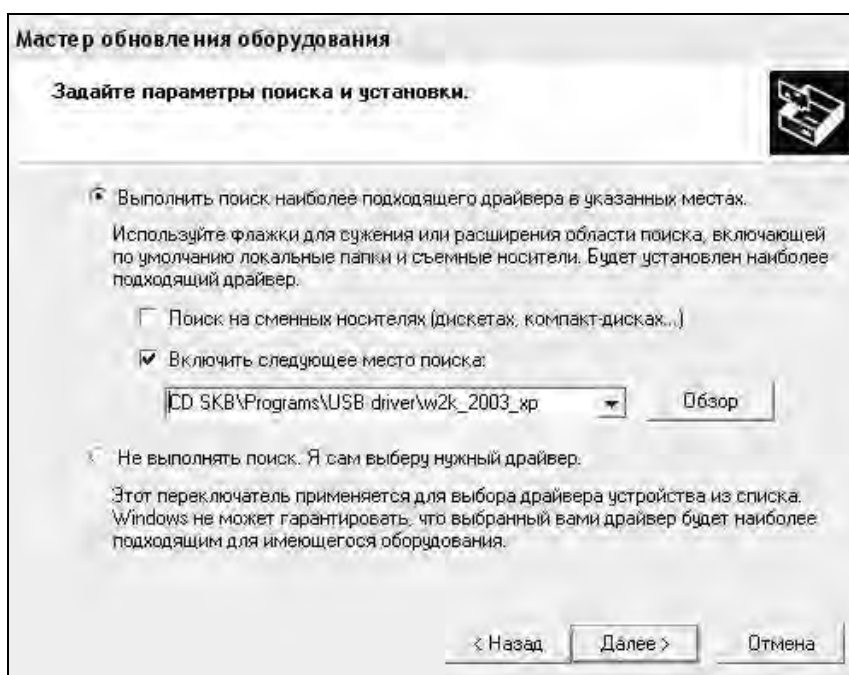 Мастер обновления оборудования
Задайте параметры поиска и установки.
Выполнить поиск наиболее подходящего драйвера в указанных местах.
Используйте флажки для сужения или расширения области поиска, включающей
по умолчанию локальные папки и съемные носители. Будет установлен наиболее
подходящий драйвер.
Поиск на сменных носителях (дискетах, компакт-дисках...)
Включить следующее место поиска:
CD SKB\Programs\USB driver\w2k_2003_xp
Обзор
Не выполнять поиск. Я сам выберу нужный драйвер.
Этот переключатель применяется для выбора драйвера устройства из списка.
Windows не может гарантировать, что выбранный вами драйвер будет наиболее
подходящим для имеющегося оборудования.
< Назад Далее > Отмена